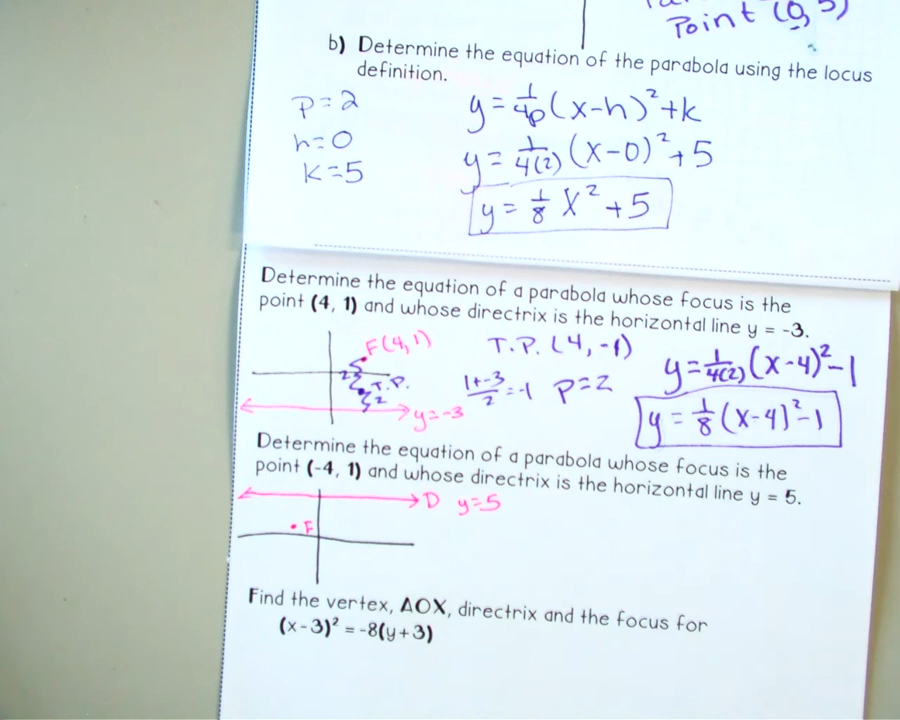 Point (0, 5)
b) Determine the equation of the parabola using the locus
definition.
p=2
h=0
k=5
y=1/4p(x-h)²+k
y=1/4(2)(x-0)²+5
y=1/8x²+5
Determine the equation of a parabola whose focus is the
point (4, 1) and whose directrix is the horizontal line y = -3.
F(4,1)
2
T.P.
2
y=-3
T.P. (4,-1)
1+-3/2=-1 p=2
y=1/4(2)(x-4)²-1
y=1/8(x-4)²-1
Determine the equation of a parabola whose focus is the
point (-4, 1) and whose directrix is the horizontal line y = 5.
D y=5
F
Find the vertex, AOX, directrix and the focus for
(x-3)² = -8(y+3)